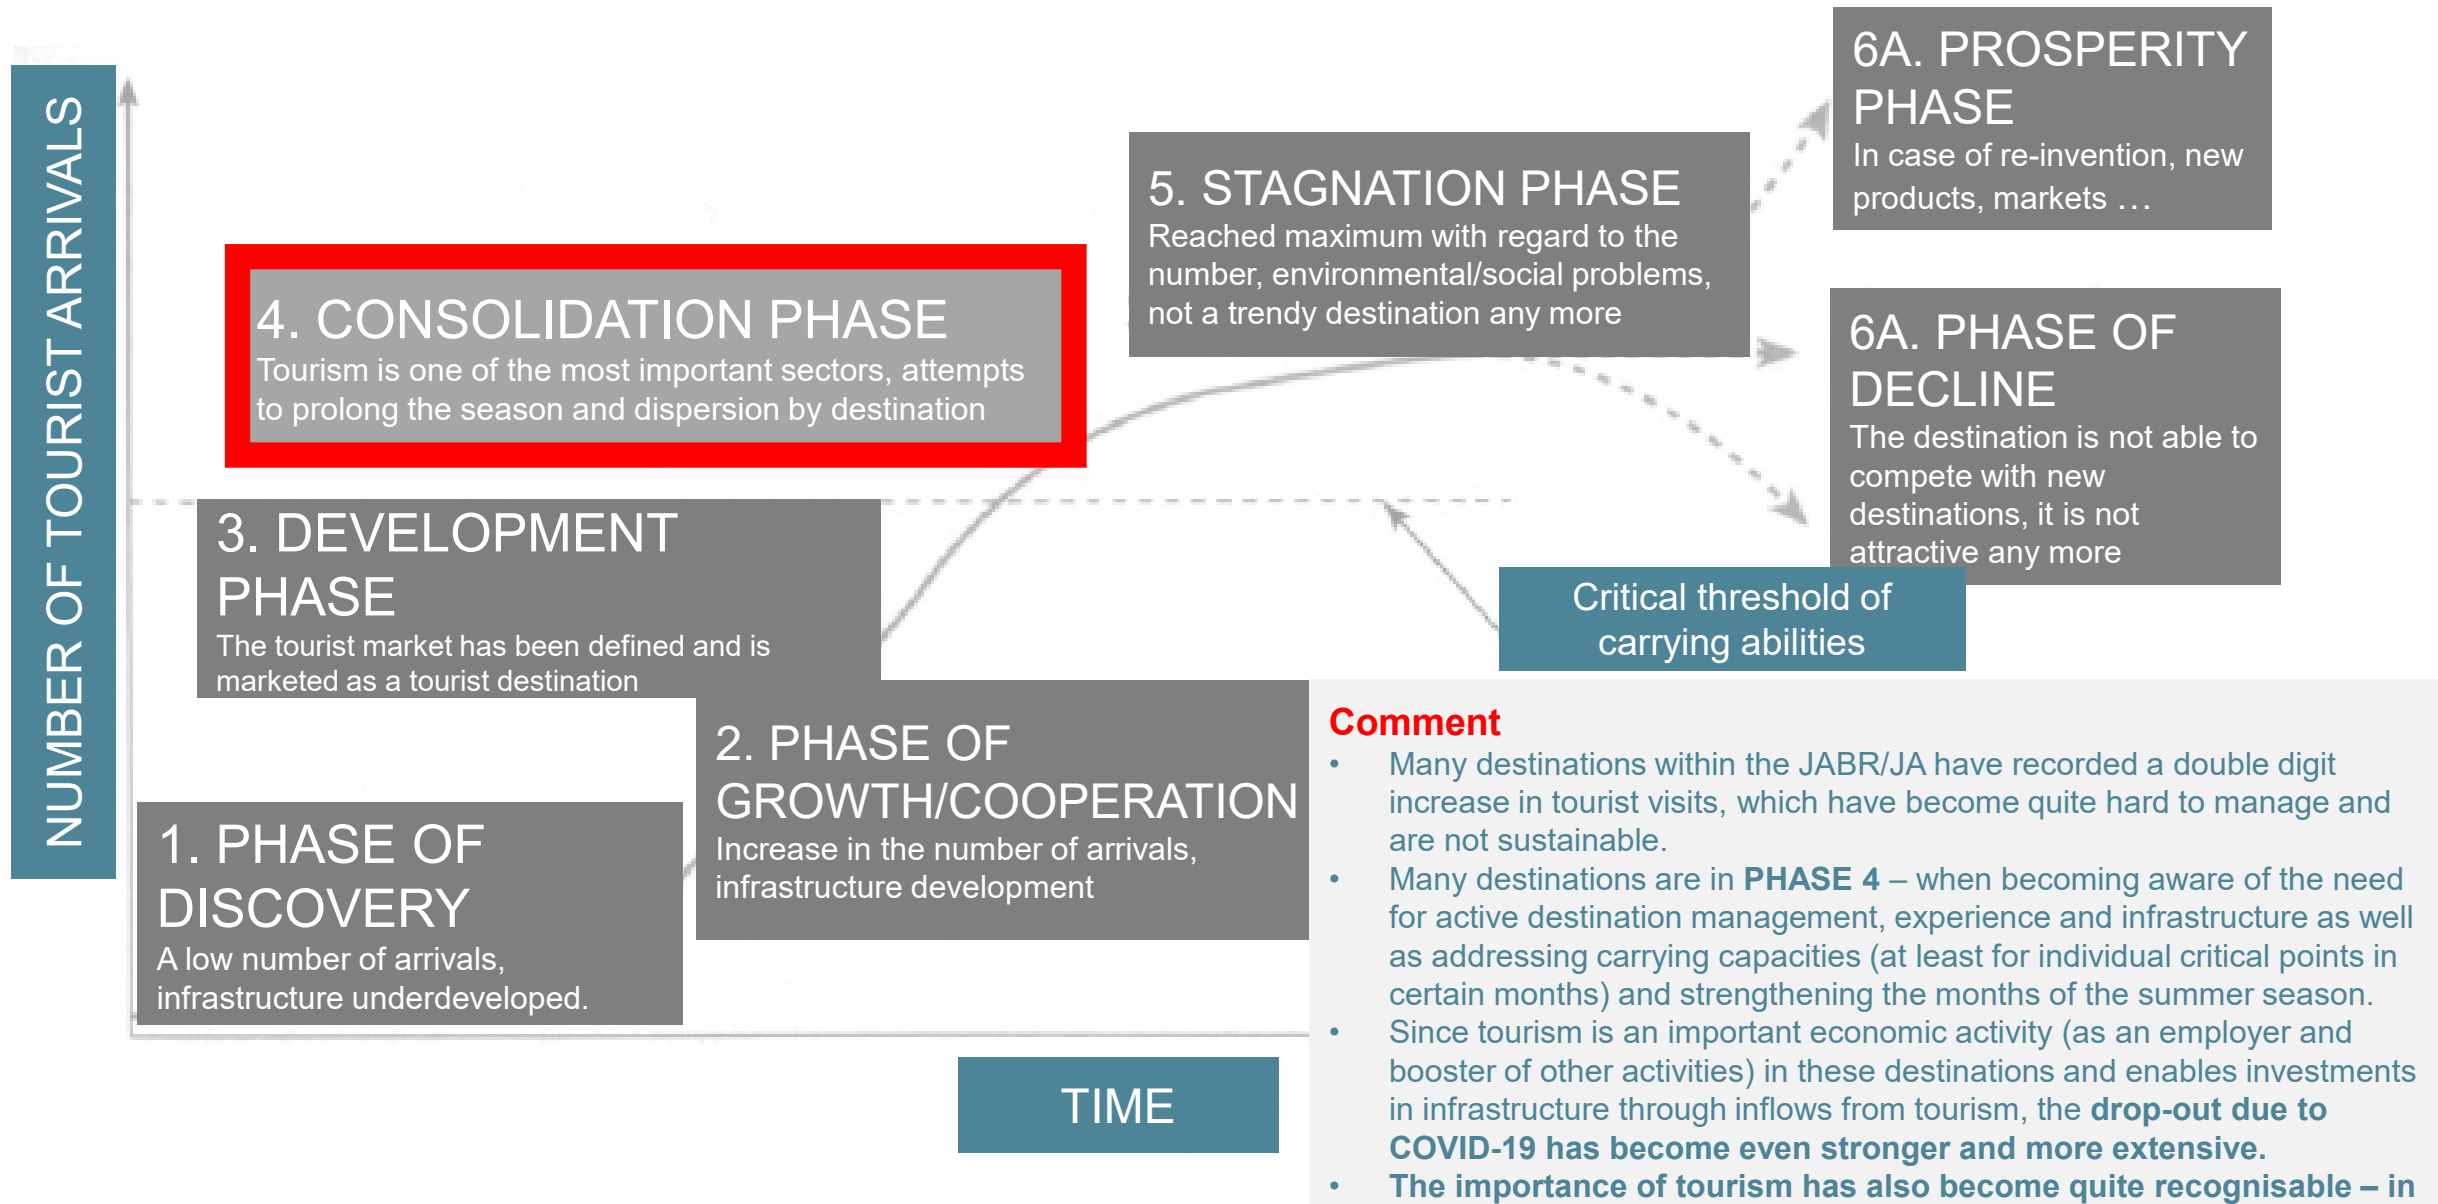 NUMBER OF TOURIST ARRIVALS
6A. PROSPERITY
PHASE
In case of re-invention, new
products, markets …
5. STAGNATION PHASE
Reached maximum with regard to the
number, environmental/social problems,
not a trendy destination any more
4. CONSOLIDATION PHASE
Tourism is one of the most important sectors, attempts
to prolong the season and dispersion by destination
6A. PHASE OF
DECLINE
The destination is not able to
compete with new
destinations, it is not
attractive any more
3. DEVELOPMENT
PHASE
The tourist market has been defined and is
marketed as a tourist destination
Critical threshold of
carrying abilities
2. PHASE OF
GROWTH/COOPERATION
Increase in the number of arrivals,
infrastructure development
1. PHASE OF
DISCOVERY
A low number of arrivals,
infrastructure underdeveloped.
TIME
Comment
• Many destinations within the JABR/JA have recorded a double digit
increase in tourist visits, which have become quite hard to manage and
are not sustainable.
• Many destinations are in PHASE 4 – when becoming aware of the need
for active destination management, experience and infrastructure as well
as addressing carrying capacities (at least for individual critical points in
certain months) and strengthening the months of the summer season.
• Since tourism is an important economic activity (as an employer and
booster of other activities) in these destinations and enables investments
in infrastructure through inflows from tourism, the drop-out due to
COVID-19 has become even stronger and more extensive.
• The importance of tourism has also become quite recognisable – in